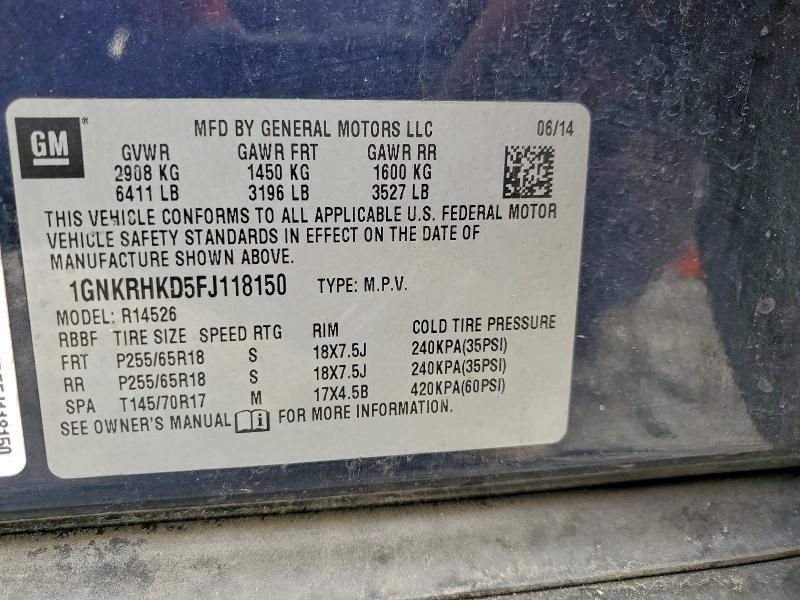 GM
MFD BY GENERAL MOTORS LLC 06/14
GVWR GAWR FRT GAWR RR
2908 KG 1450 KG 1600 KG
6411 LB 3196 LB 3527 LB
THIS VEHICLE CONFORMS TO ALL APPLICABLE U.S. FEDERAL MOTOR
VEHICLE SAFETY STANDARDS IN EFFECT ON THE DATE OF
MANUFACTURE SHOWN ABOVE.
1GNKRHKD5FJ118150 TYPE: M.P.V.
MODEL: R14526
RBBF TIRE SIZE SPEED RTG RIM COLD TIRE PRESSURE
FRT P255/65R18 S 18X7.5J 240KPA(35PSI)
RR P255/65R18 S 18X7.5J 240KPA(35PSI)
SPA T145/70R17 M 17X4.5B 420KPA(60PSI)
SEE OWNER'S MANUAL FOR MORE INFORMATION.